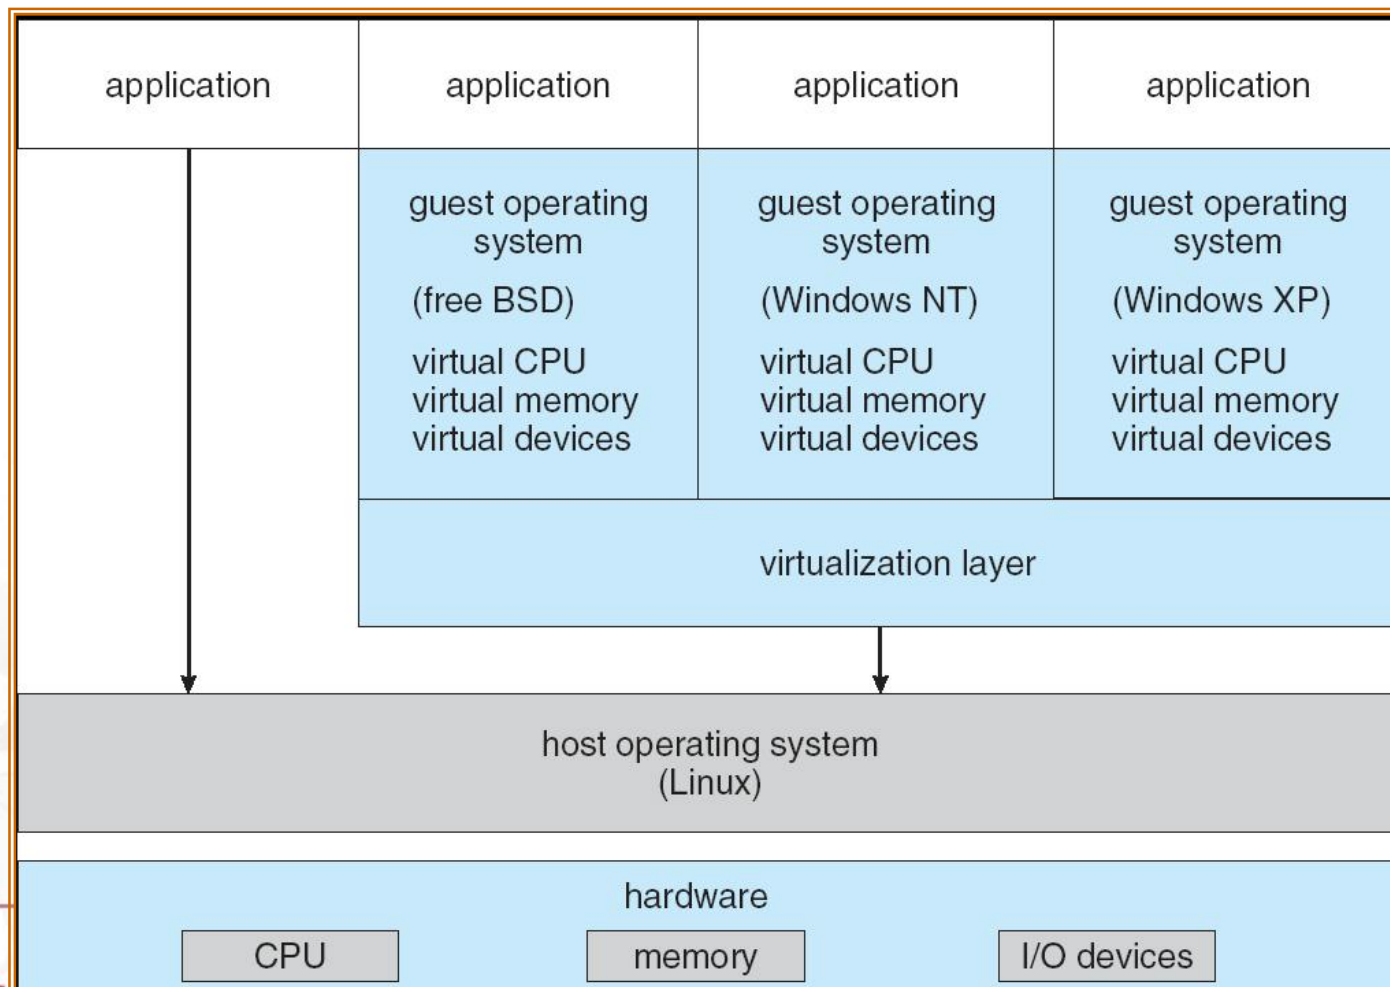 application
application
application
application
guest operating
system
(free BSD)
virtual CPU
virtual memory
virtual devices
guest operating
system
(Windows NT)
virtual CPU
virtual memory
virtual devices
guest operating
system
(Windows XP)
virtual CPU
virtual memory
virtual devices
virtualization layer
host operating system
(Linux)
hardware
CPU
memory
I/O devices